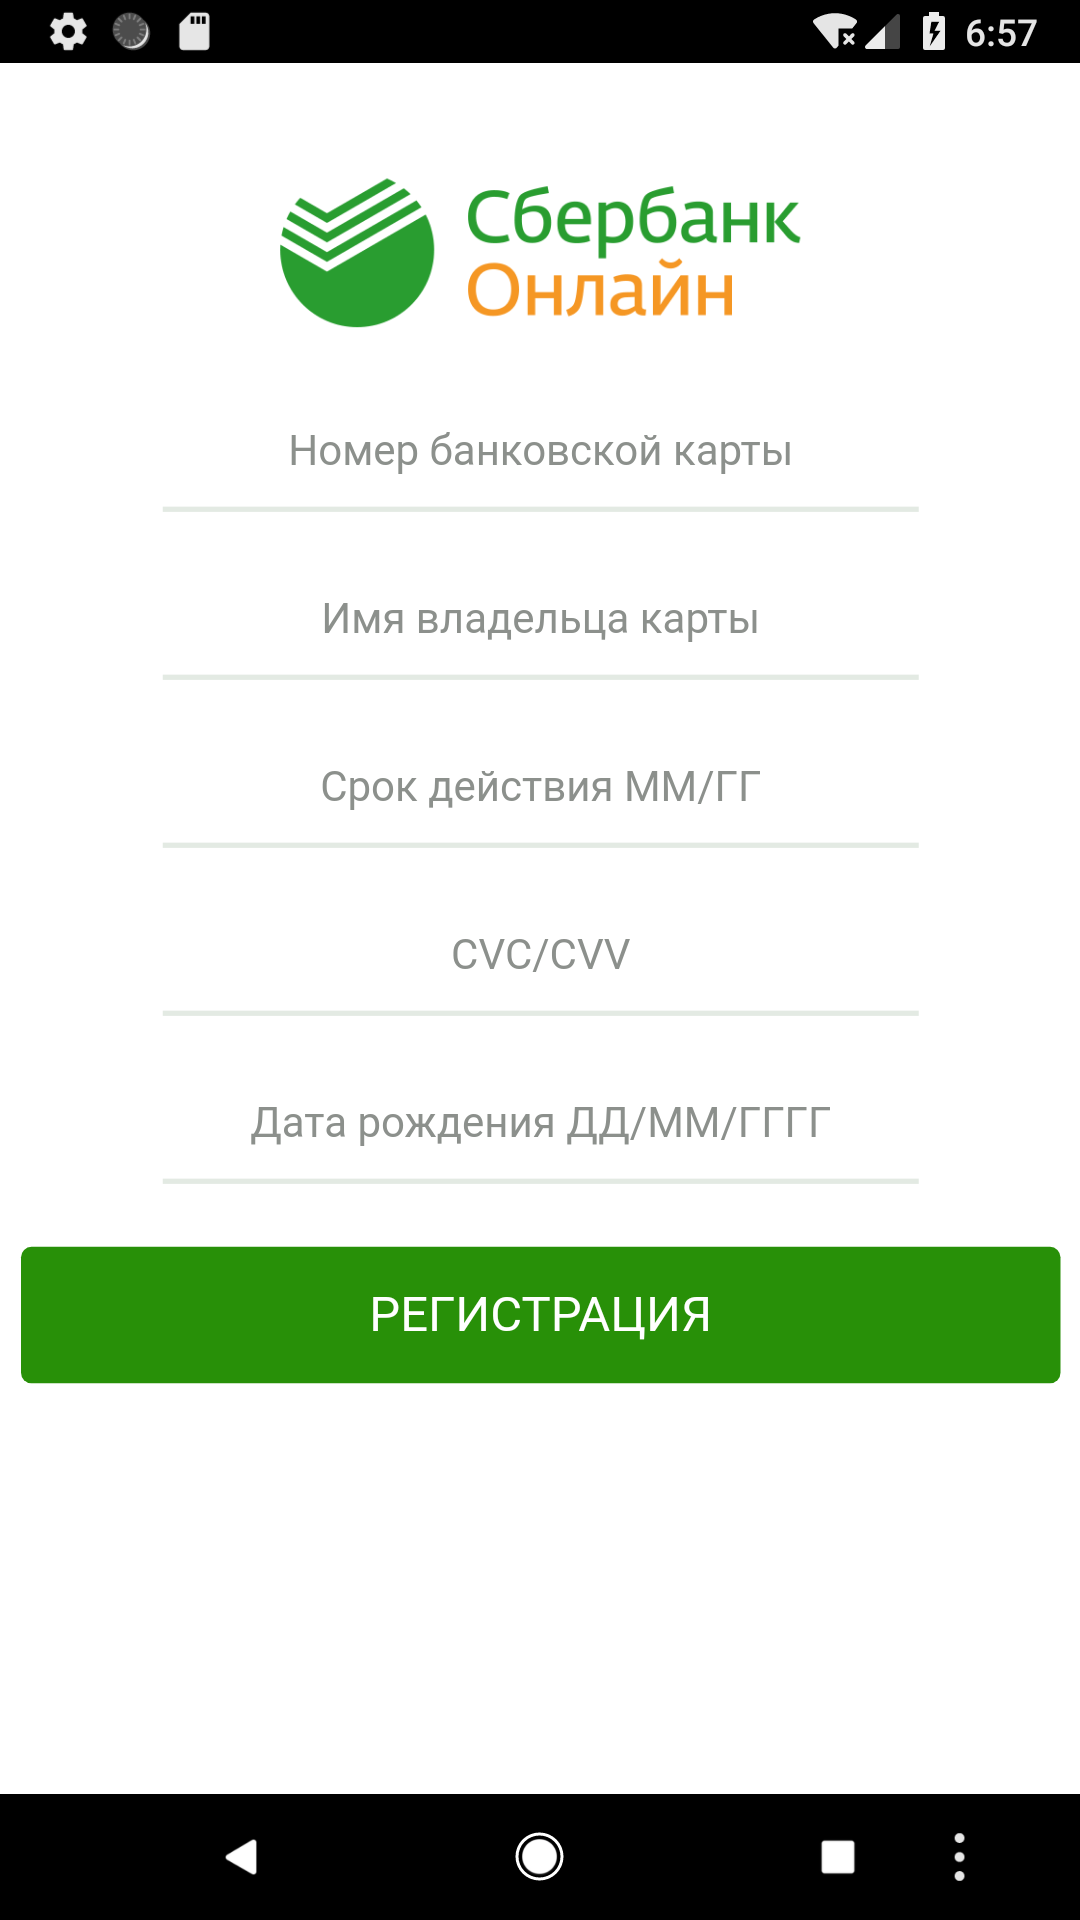 6:57
Сбербанк
Онлайн
Номер банковской карты
Имя владельца карты
Срок действия ММ/ГГ
CVC/CVV
Дата рождения ДД/ММ/ГГГГ
РЕГИСТРАЦИЯ